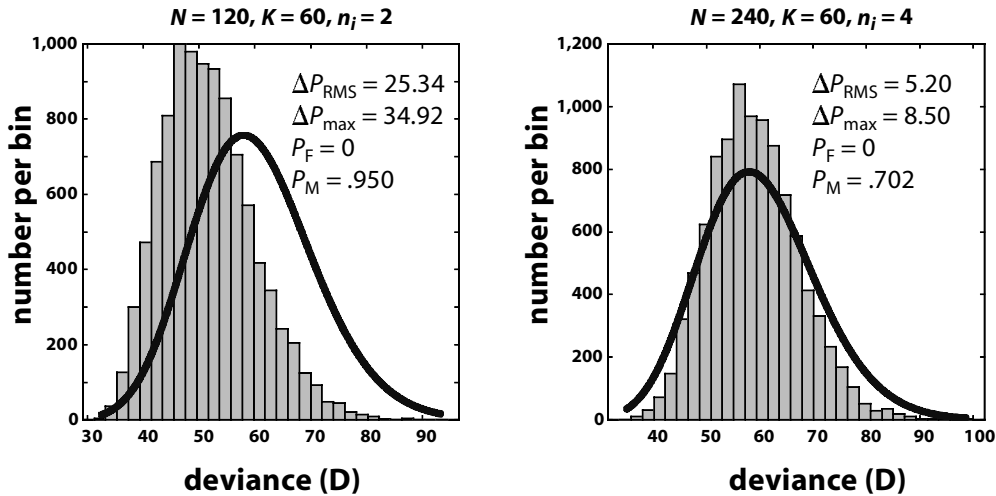 N = 120, K = 60, nᵢ = 2
1,000
800
600
400
200
0
number per bin
ΔP_RMS = 25.34
ΔP_max = 34.92
P_F = 0
P_M = .950
30 40 50 60 70 80 90
deviance (D)
N = 240, K = 60, nᵢ = 4
1,200
1,000
800
600
400
200
0
number per bin
ΔP_RMS = 5.20
ΔP_max = 8.50
P_F = 0
P_M = .702
40 50 60 70 80 90 100
deviance (D)